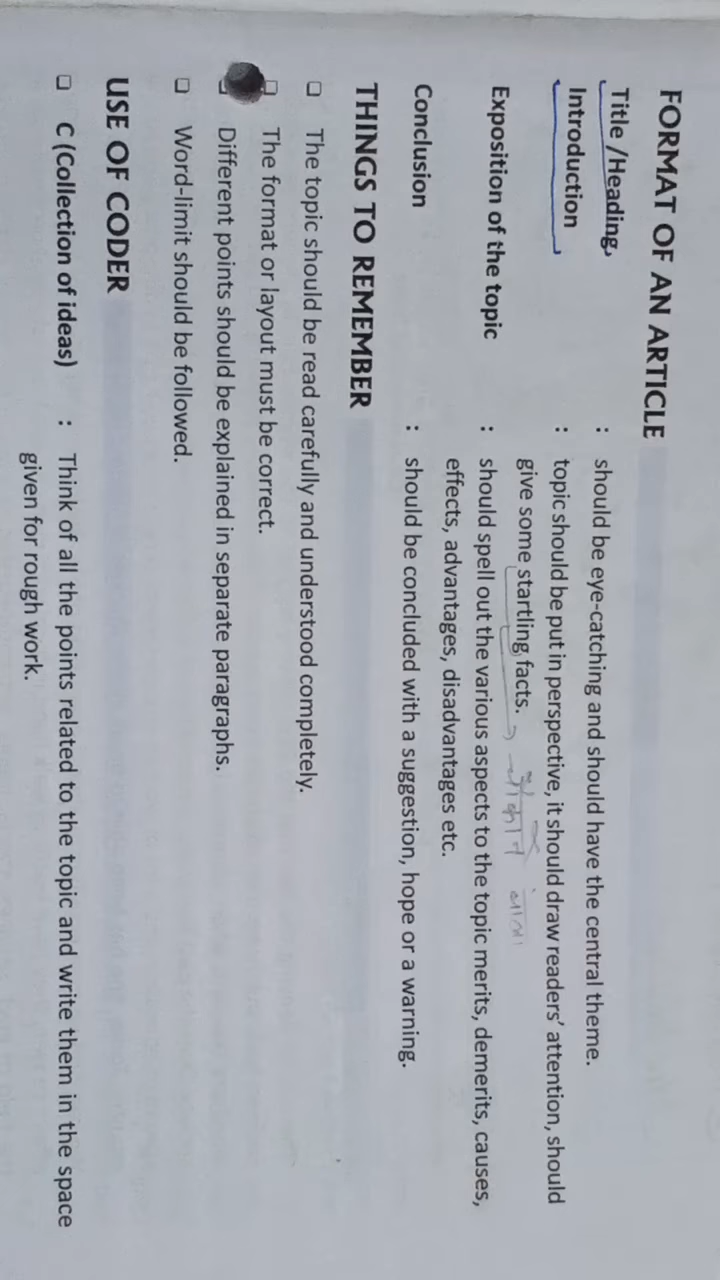 FORMAT OF AN ARTICLE
Title /Heading : should be eye-catching and should have the central theme.
Introduction : topic should be put in perspective, it should draw readers' attention, should
give some startling facts.
Exposition of the topic : should spell out the various aspects to the topic merits, demerits, causes,
effects, advantages, disadvantages etc.
Conclusion : should be concluded with a suggestion, hope or a warning.
THINGS TO REMEMBER
❑ The topic should be read carefully and understood completely.
❑ The format or layout must be correct.
❑ Different points should be explained in separate paragraphs.
❑ Word-limit should be followed.
USE OF CODER
❑ C (Collection of ideas) : Think of all the points related to the topic and write them in the space
given for rough work.